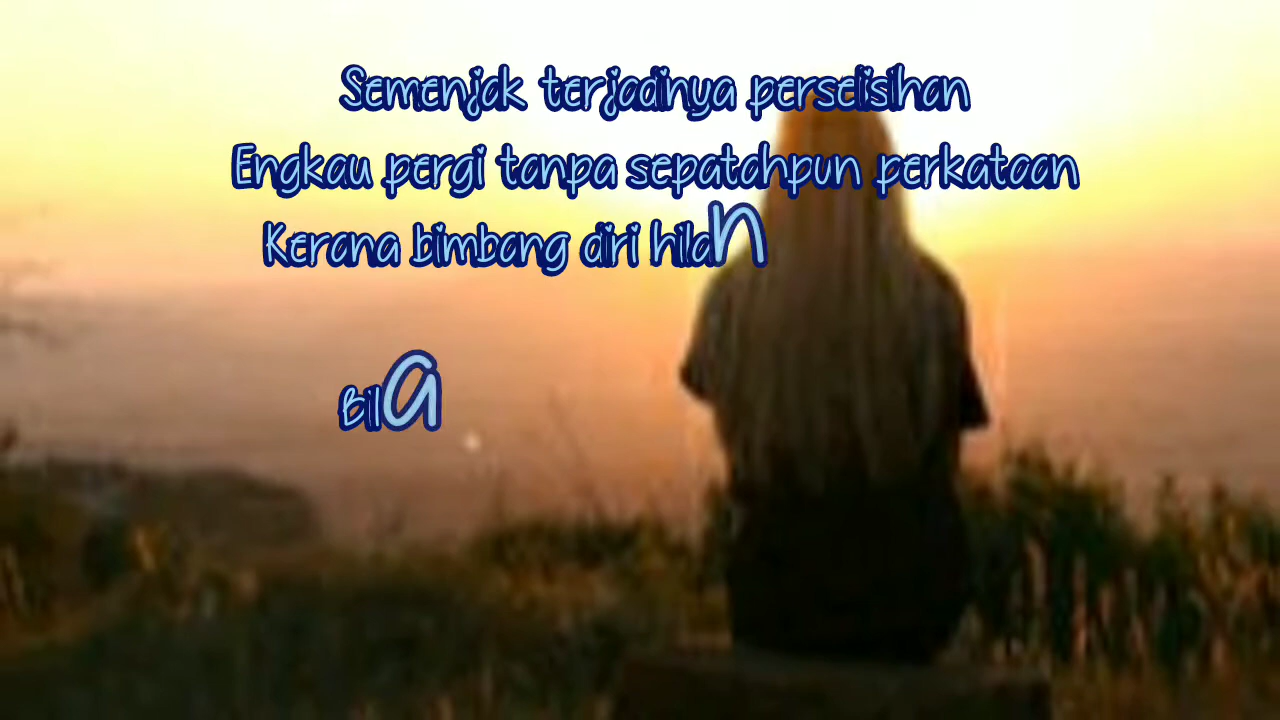 Semenjak terjadinya perselisihan
Engkau pergi tanpa sepatahpun perkataan
Kerana bimbang diri hilan
Bila